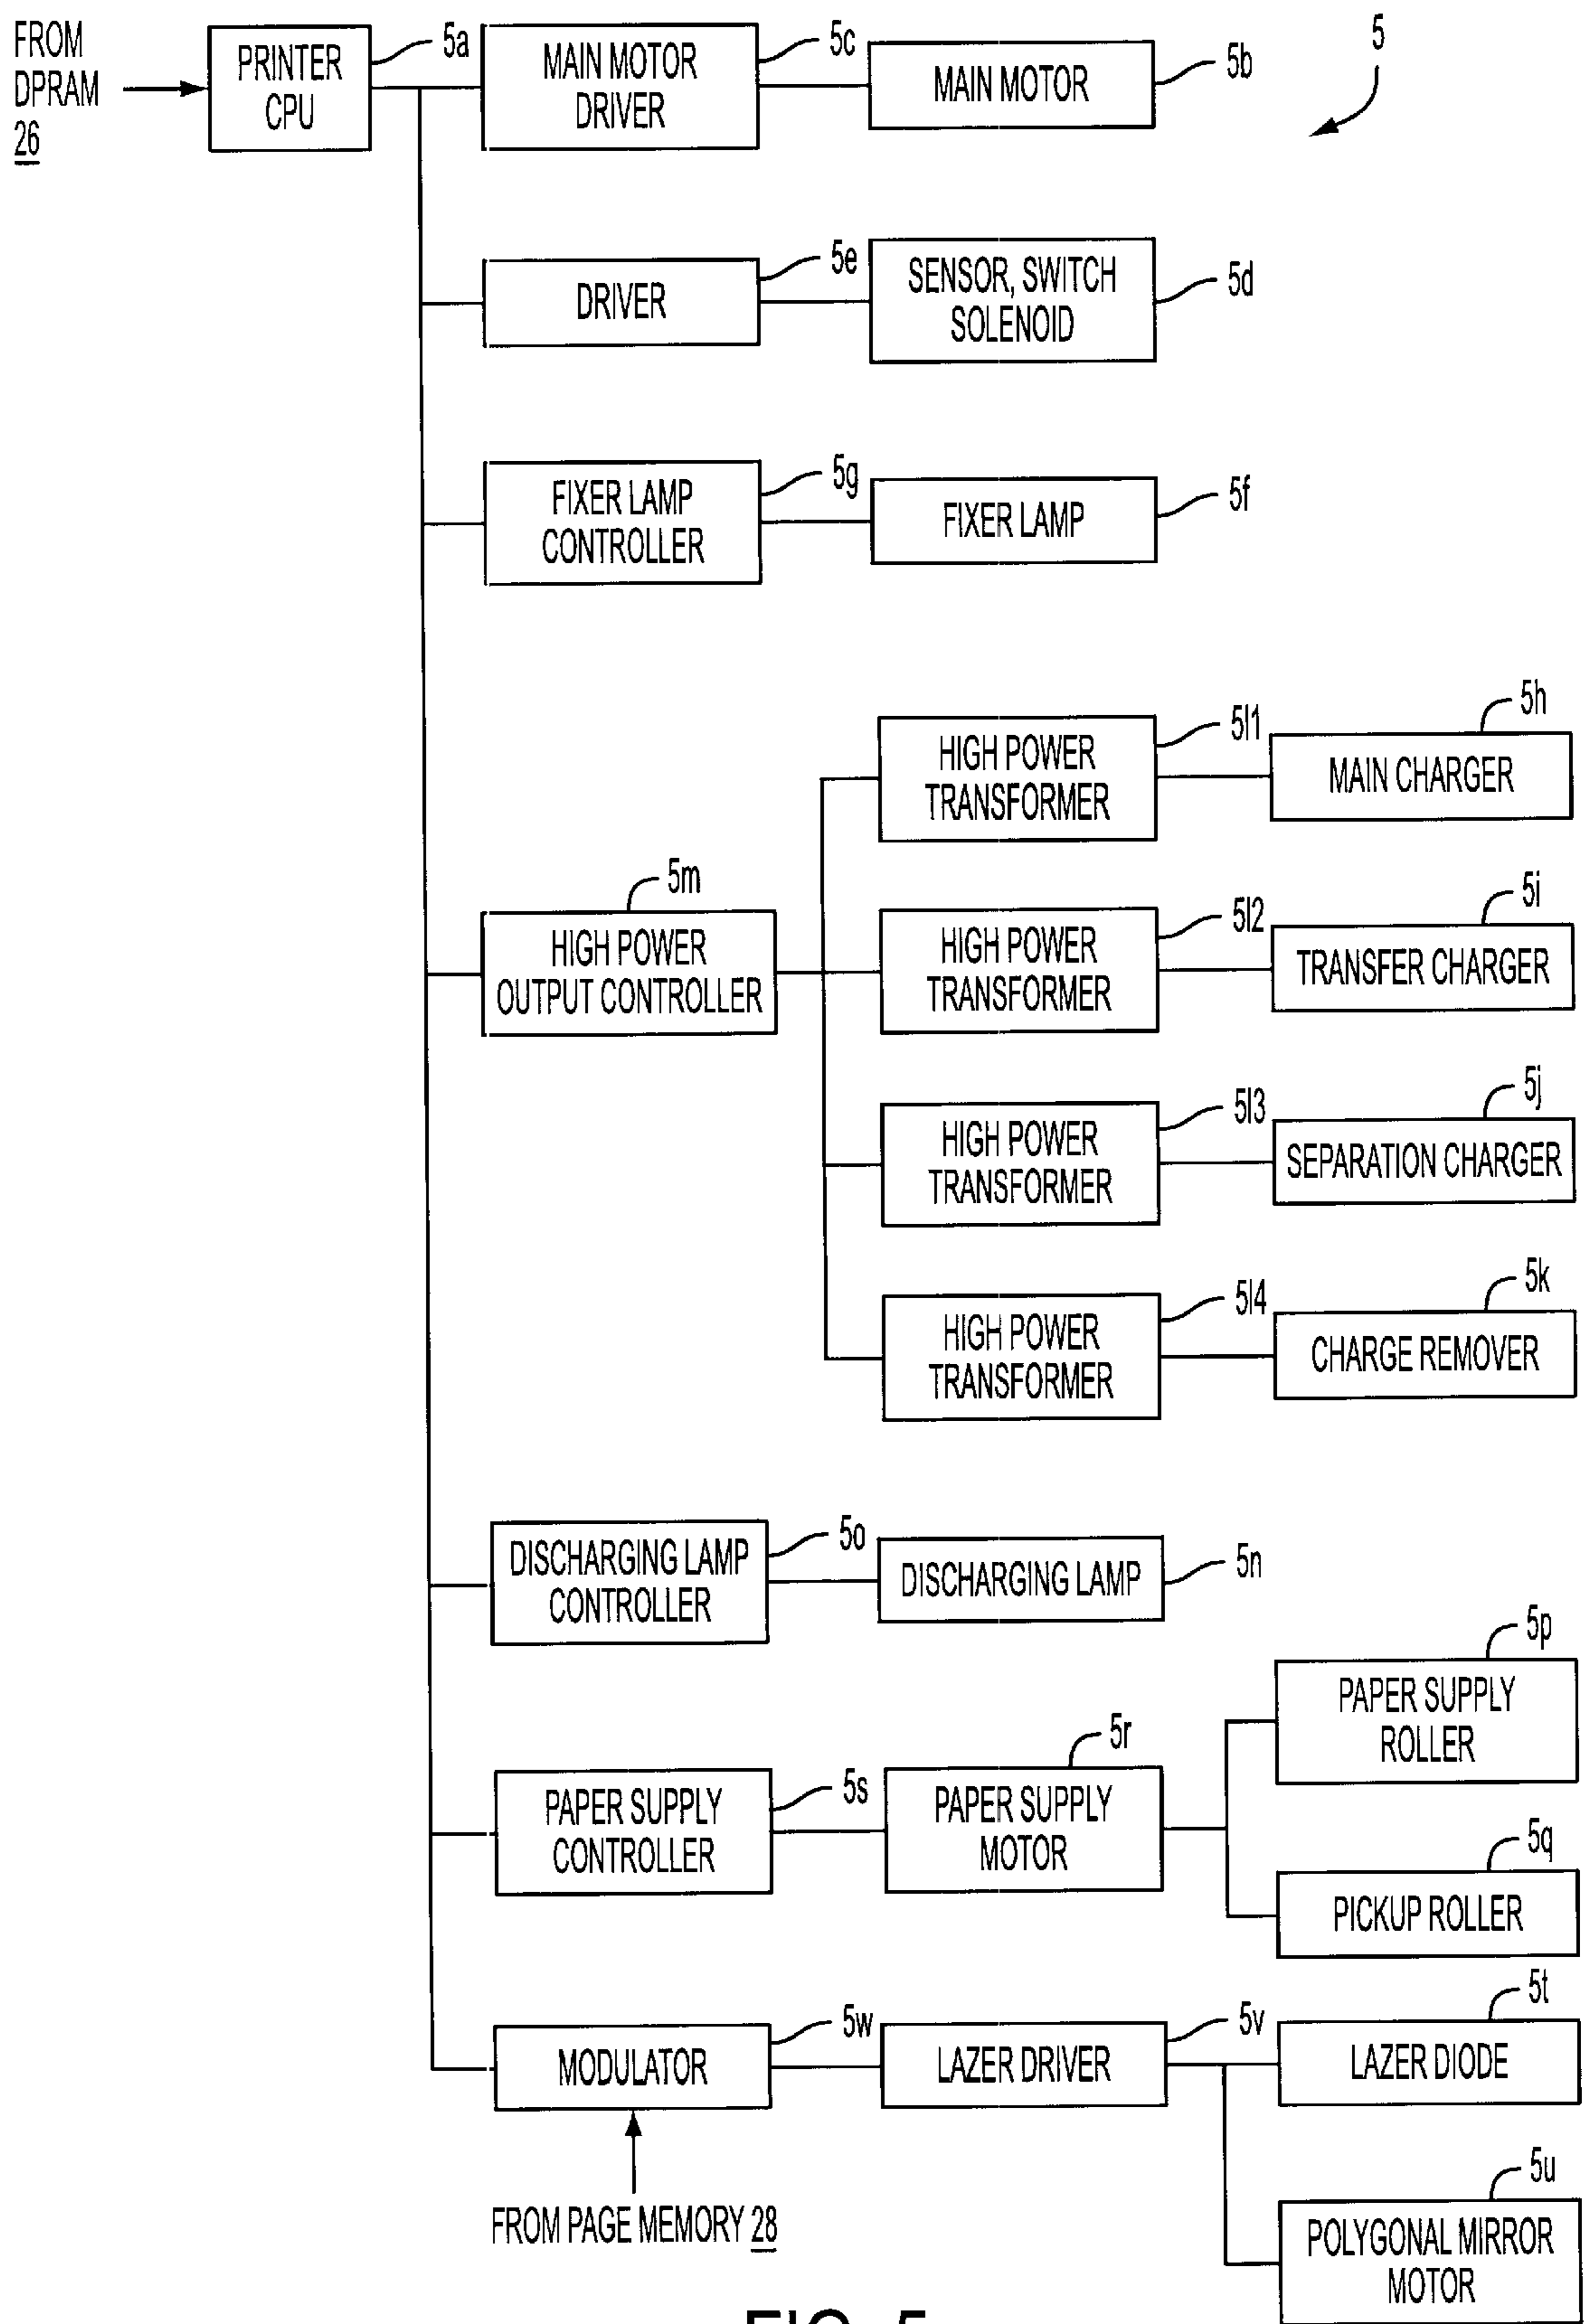 FROM
DPRAM
26
PRINTER
CPU
5a
MAIN MOTOR
DRIVER
5c
MAIN MOTOR
5b
5
DRIVER
5e
SENSOR, SWITCH
SOLENOID
5d
FIXER LAMP
CONTROLLER
5g
FIXER LAMP
5f
HIGH POWER
OUTPUT CONTROLLER
5m
HIGH POWER
TRANSFORMER
5l1
MAIN CHARGER
5h
HIGH POWER
TRANSFORMER
5l2
TRANSFER CHARGER
5i
HIGH POWER
TRANSFORMER
5l3
SEPARATION CHARGER
5j
HIGH POWER
TRANSFORMER
5l4
CHARGE REMOVER
5k
DISCHARGING LAMP
CONTROLLER
5o
DISCHARGING LAMP
5n
PAPER SUPPLY
CONTROLLER
5s
PAPER SUPPLY
MOTOR
5r
PAPER SUPPLY
ROLLER
5p
PICKUP ROLLER
5q
MODULATOR
5w
LAZER DRIVER
5v
LAZER DIODE
5t
POLYGONAL MIRROR
MOTOR
5u
FROM PAGE MEMORY 28
FIG. 5